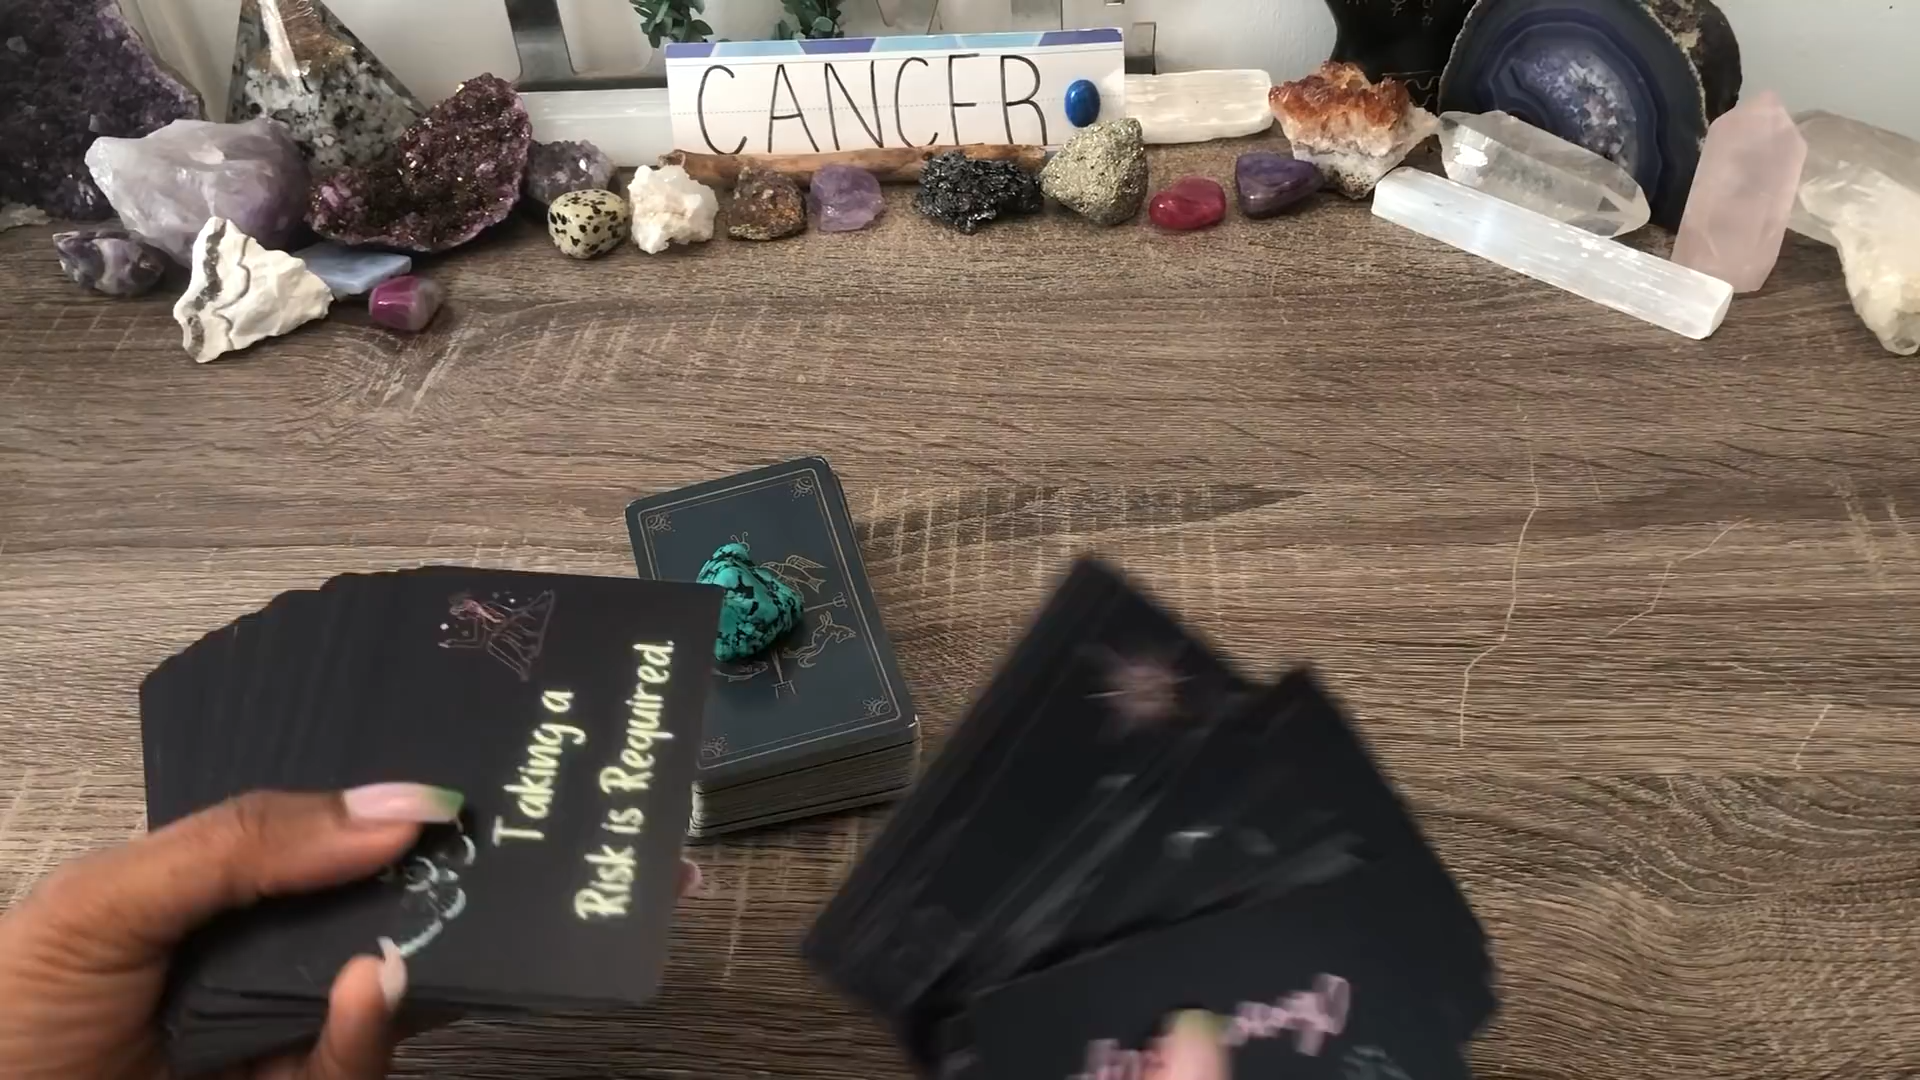 CANCER
Taking a
Risk is Required.